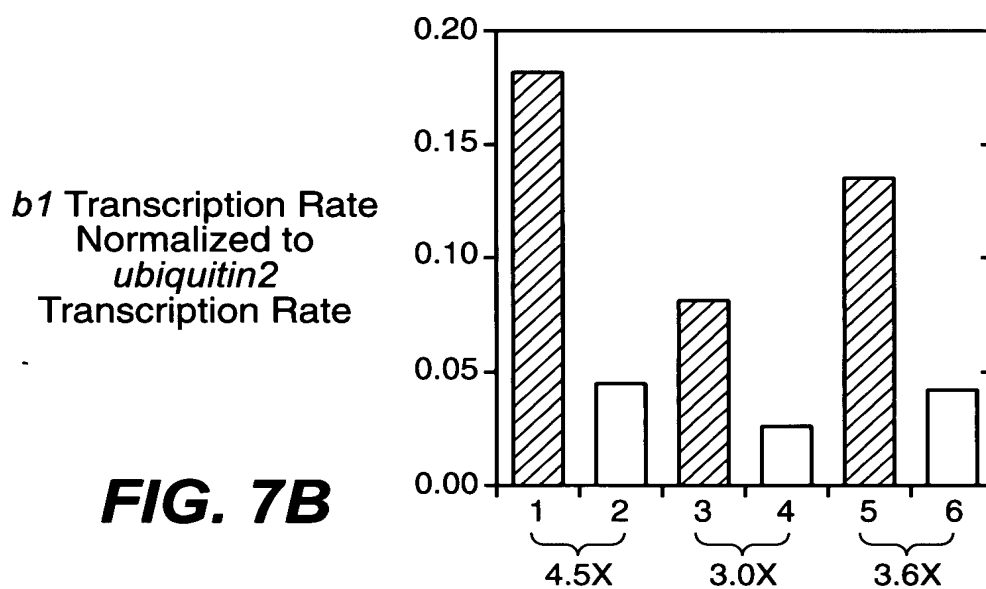 0.20
0.15
0.10
0.05
0.00
b1 Transcription Rate
Normalized to
ubiquitin2
Transcription Rate
1 2 3 4 5 6
4.5X 3.0X 3.6X
FIG. 7B